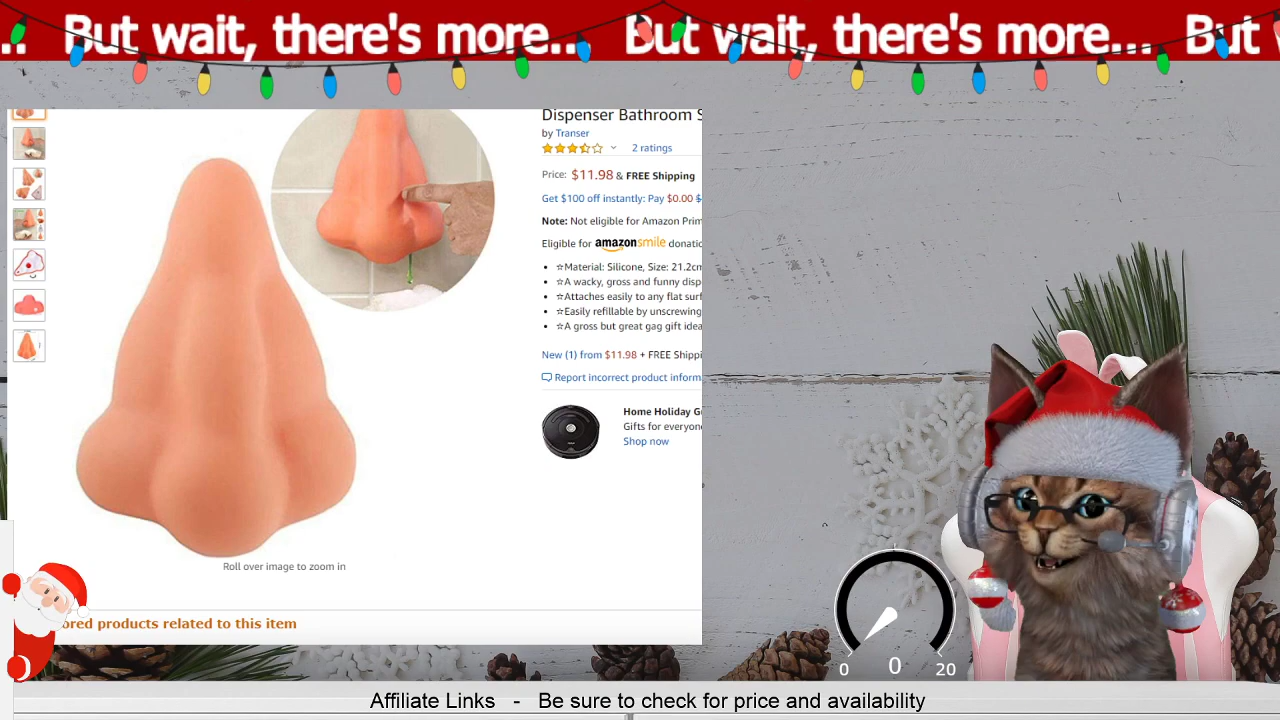 .. But wait, there's more... But wait, there's more... But
Dispenser Bathroom S
by Transer
2 ratings
Price: $11.98 & FREE Shipping
Get $100 off instantly: Pay $0.00 $
Note: Not eligible for Amazon Prim
Eligible for amazonsmile donatio
☆Material: Silicone, Size: 21.2cm
☆A wacky, gross and funny disp
☆Attaches easily to any flat surf
☆Easily refillable by unscrewing
☆A gross but great gag gift idea
New (1) from $11.98 + FREE Shippi
Report incorrect product inform
Home Holiday G
Gifts for everyone
Shop now
Roll over image to zoom in
ored products related to this item
0 0 20
Affiliate Links - Be sure to check for price and availability